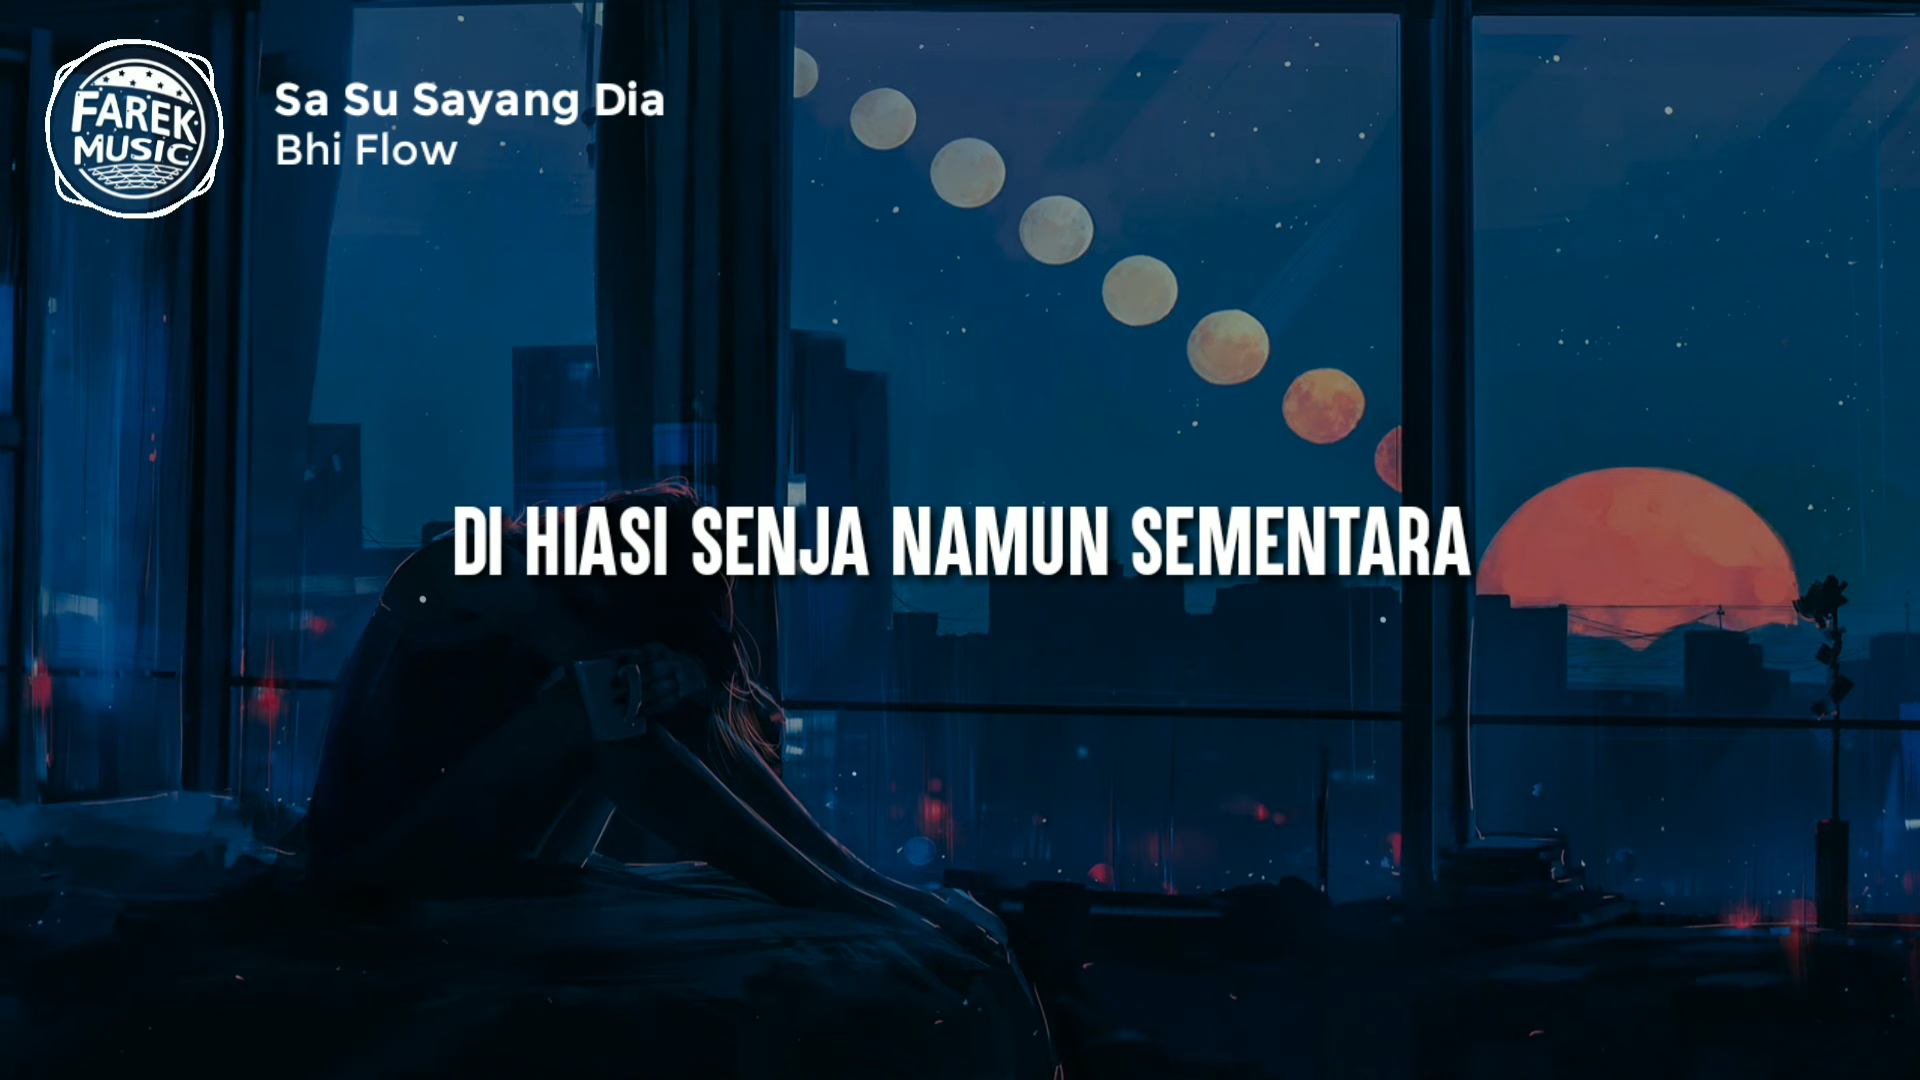 FAREK
MUSIC
Sa Su Sayang Dia
Bhi Flow
DI HIASI SENJA NAMUN SEMENTARA